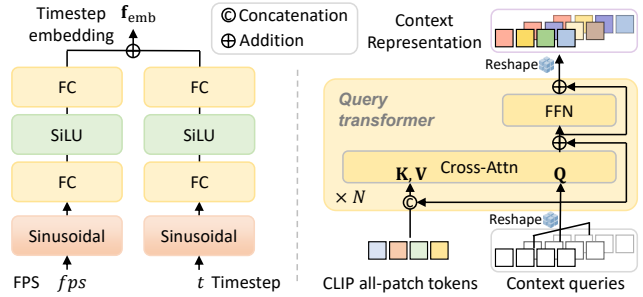 Timestep
embedding
f_emb
© Concatenation
⊕ Addition
FC
FC
SiLU
SiLU
FC
FC
Sinusoidal
Sinusoidal
FPS fps
t Timestep
Context
Representation
Reshape
Query
transformer
FFN
Cross-Attn
K, V
Q
× N
©
Reshape
CLIP all-patch tokens
Context queries